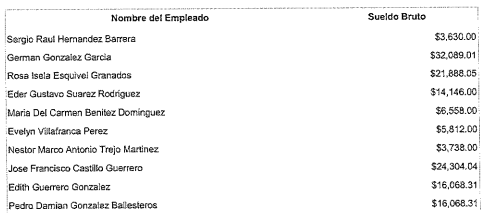 Nombre del Empleado Sueldo Bruto
Sergio Raul Hernandez Barrera $3,630.00
German Gonzalez Garcia $32,089.01
Rosa Isela Esquivel Granados $21,888.05
Eder Gustavo Suarez Rodriguez $14,146.00
Maria Del Carmen Benitez Dominguez $6,558.00
Evelyn Villafranca Perez $5,812.00
Nestor Marco Antonio Trejo Martinez $3,738.00
Jose Francisco Castillo Guerrero $24,304.04
Edith Guerrero Gonzalez $16,068.31
Pedro Damian Gonzalez Ballesteros $16,068.31